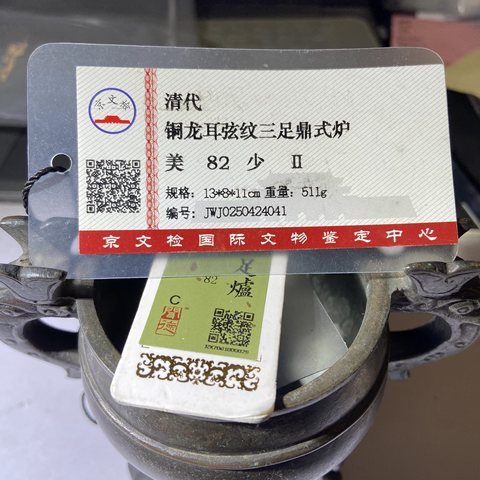 京文检
清代
铜龙耳弦纹三足鼎式炉
美 82 少 II
规格: 13*8*11cm 重量: 511g
编号: JWJ0250424041
京文检国际文物鉴定中心
足爐
82
C